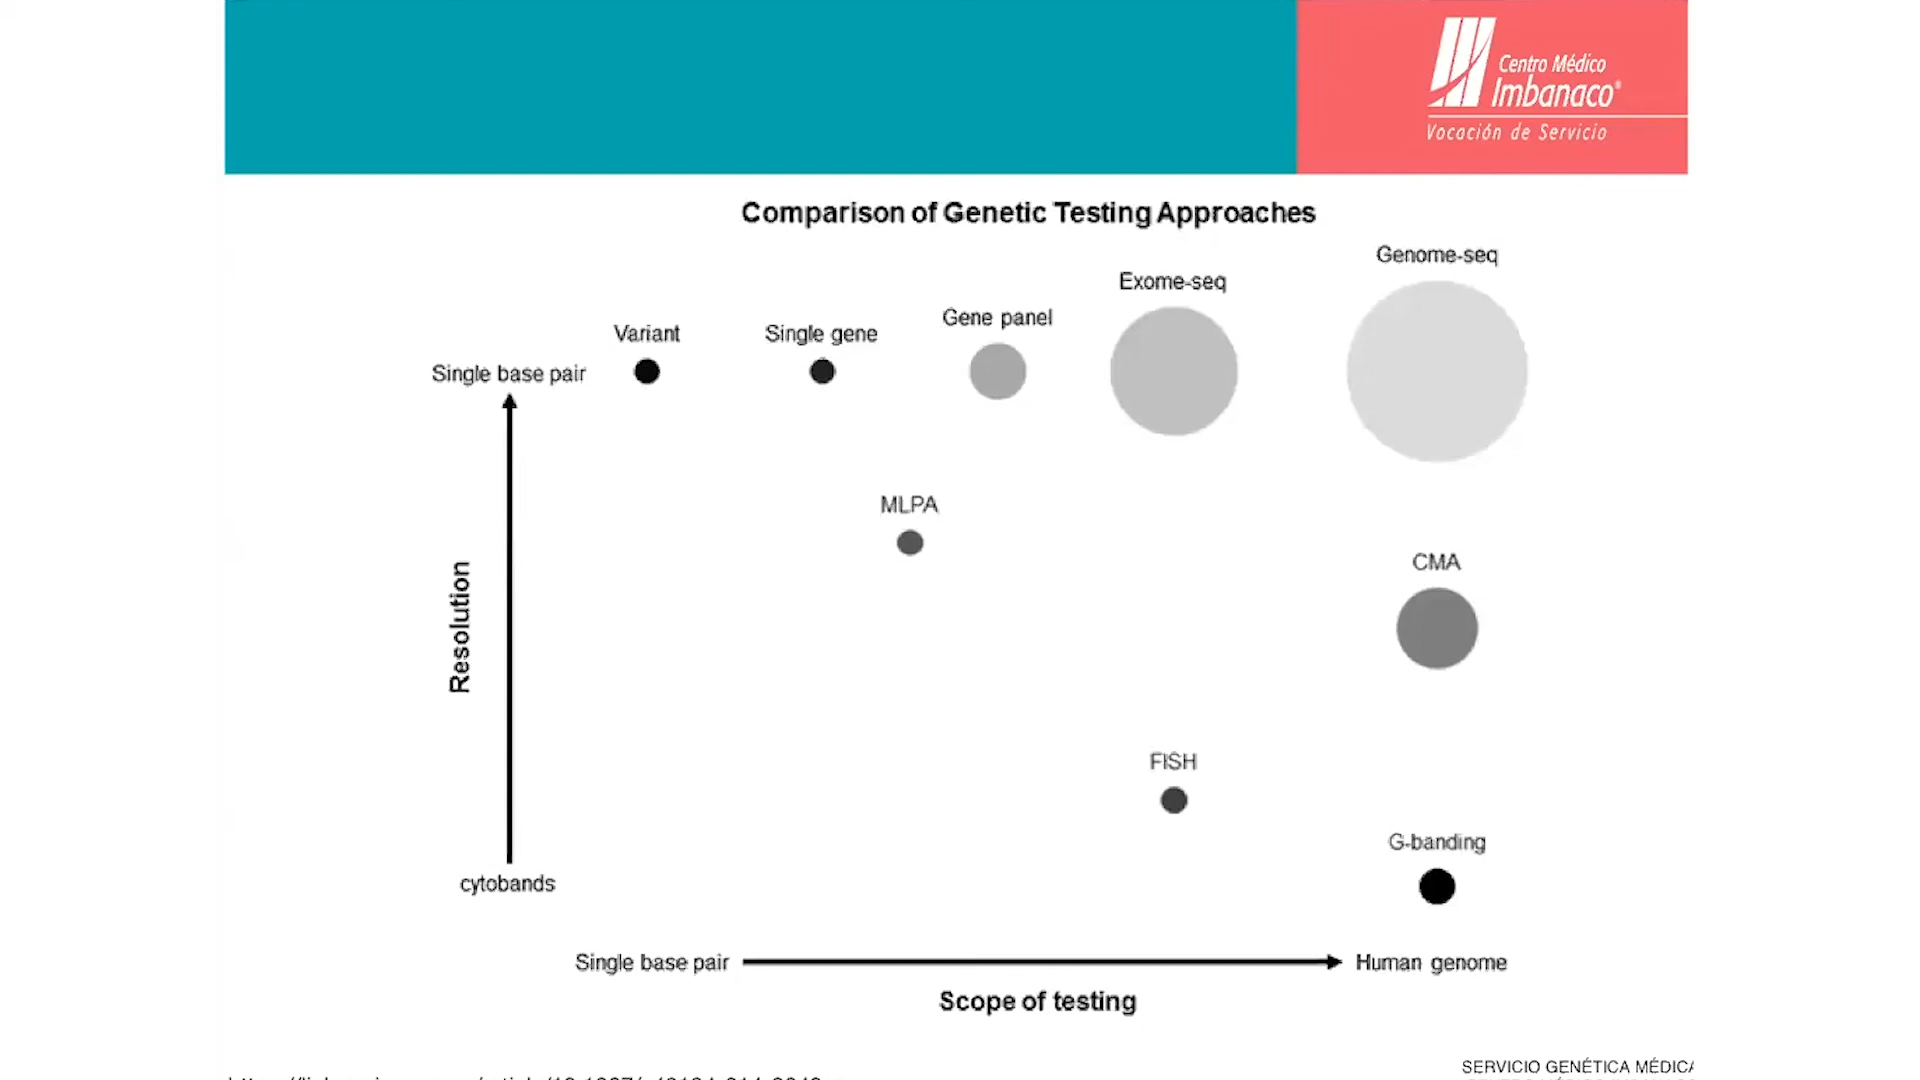 Centro Médico
Imbanaco®
Vocación de Servicio
Comparison of Genetic Testing Approaches
Genome-seq
Exome-seq
Gene panel
Variant
Single gene
Single base pair
MLPA
CMA
Resolution
FISH
G-banding
cytobands
Single base pair
Human genome
Scope of testing
SERVICIO GENÉTICA MÉDICA